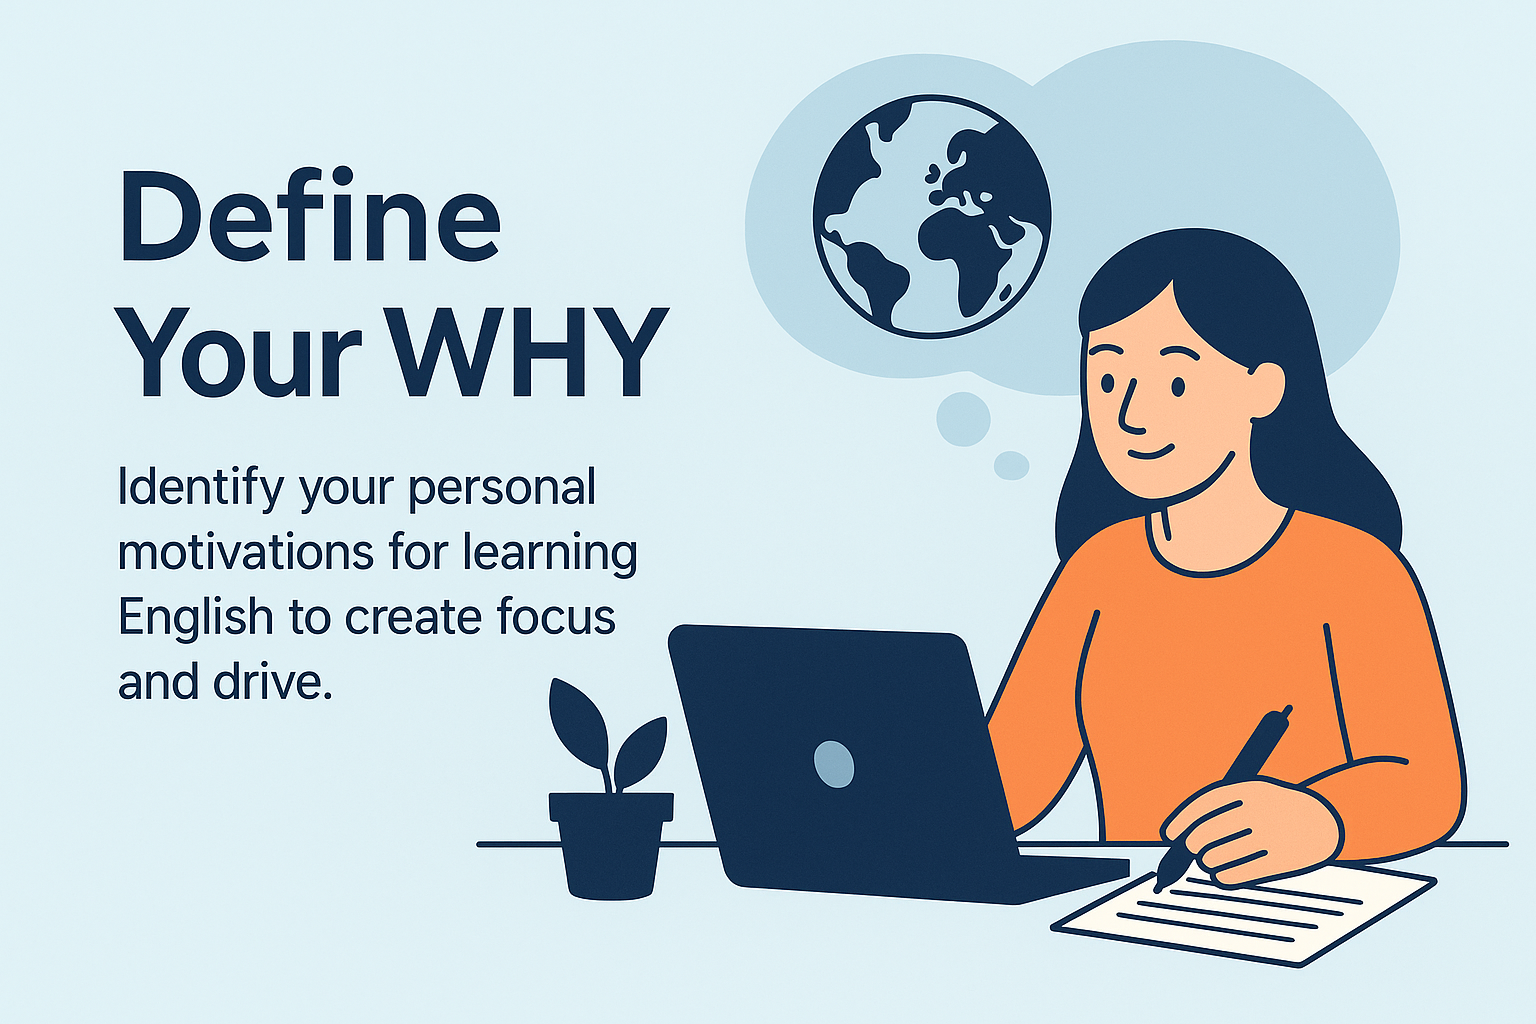 Define
Your WHY
Identify your personal
motivations for learning
English to create focus
and drive.